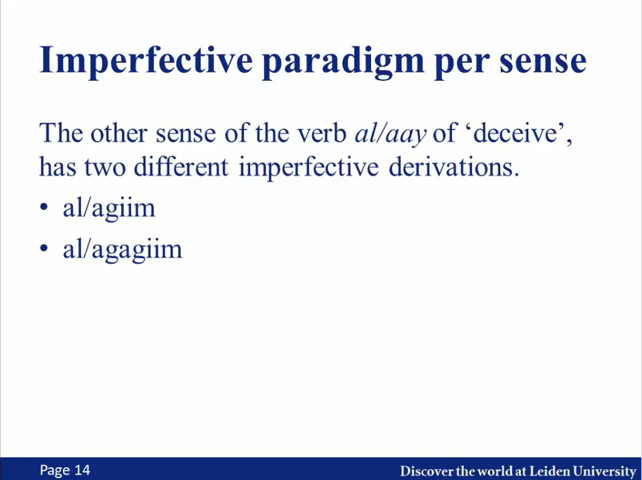 Imperfective paradigm per sense
The other sense of the verb al/aay of ‘deceive’,
has two different imperfective derivations.
• al/agiim
• al/agagiim
Page 14
Discover the world at Leiden University